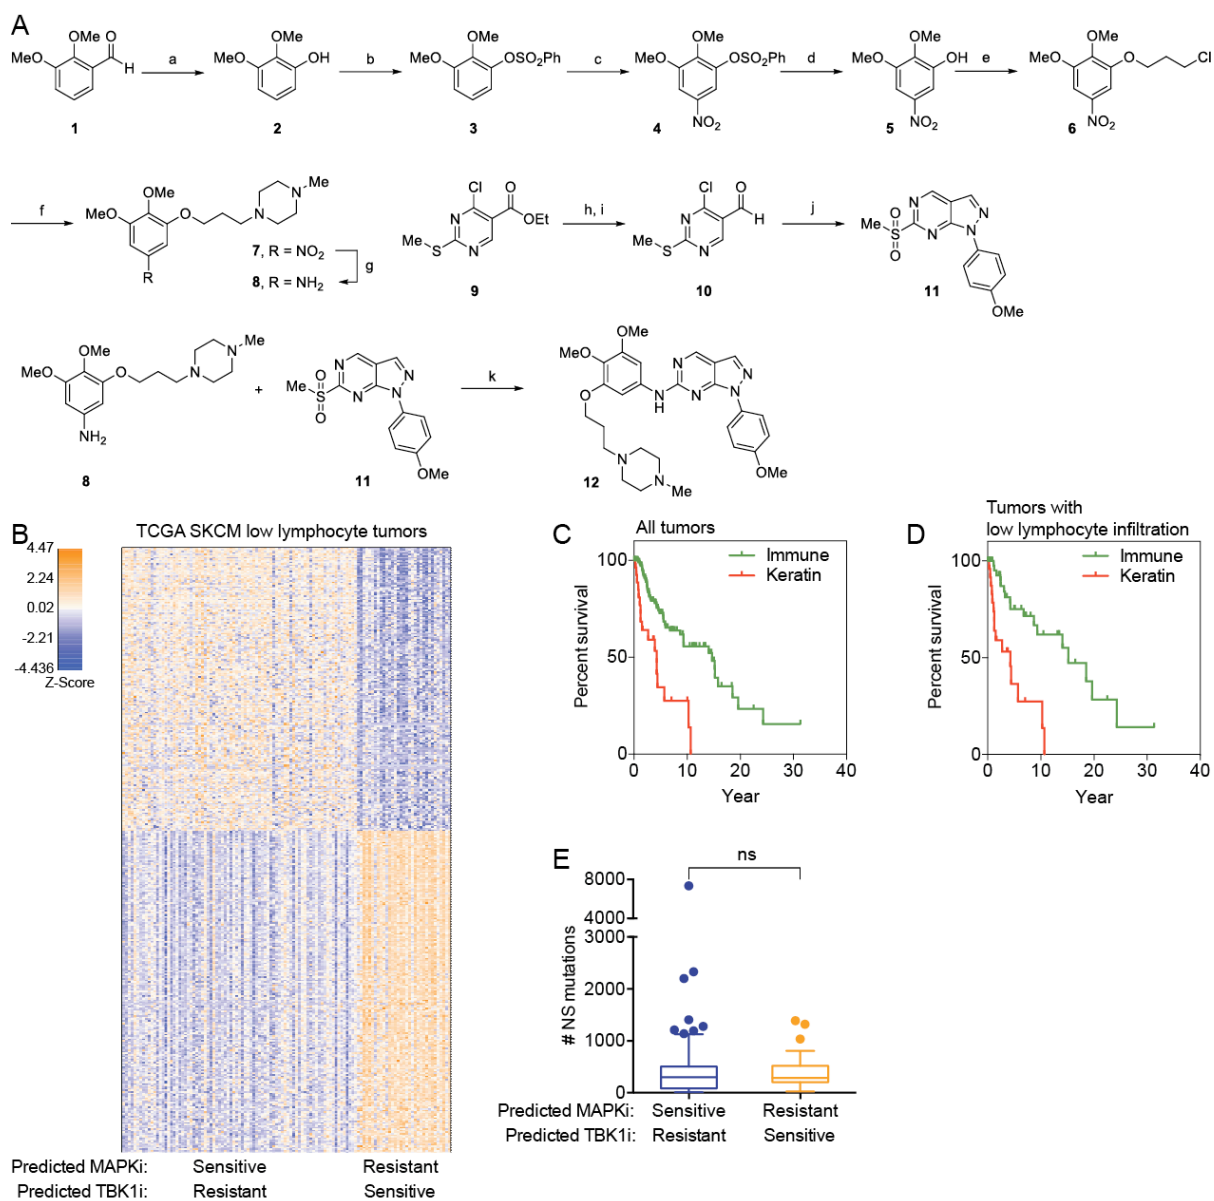 A
OMe
O
MeO
H
1
a
OMe
MeO
OH
2
b
OMe
MeO
OSO2Ph
3
c
OMe
MeO
OSO2Ph
NO2
4
d
OMe
MeO
OH
NO2
5
e
OMe
MeO
O
Cl
NO2
6
f
OMe
MeO
O
N
N
Me
R
7, R = NO2
g
8, R = NH2
Cl
O
N
OEt
Me
S
N
9
h, i
Cl
O
N
H
Me
S
N
10
j
O
Me
S
O
N
N
N
N
OMe
11
OMe
MeO
O
N
N
Me
NH2
8
+
O
Me
S
O
N
N
N
N
OMe
11
k
OMe
MeO
O
N
H
N
N
N
N
N
N
Me
OMe
12
B
TCGA SKCM low lymphocyte tumors
4.47
2.24
0.02
-2.21
-4.436
Z-Score
Predicted MAPKi: Sensitive Resistant
Predicted TBK1i: Resistant Sensitive
C
All tumors
Immune
Keratin
Percent survival
100
50
0
0 10 20 30 40
Year
D
Tumors with
low lymphocyte infiltration
Immune
Keratin
Percent survival
100
50
0
0 10 20 30 40
Year
E
ns
# NS mutations
8000
4000
3000
2000
1000
0
Predicted MAPKi: Sensitive Resistant
Predicted TBK1i: Resistant Sensitive